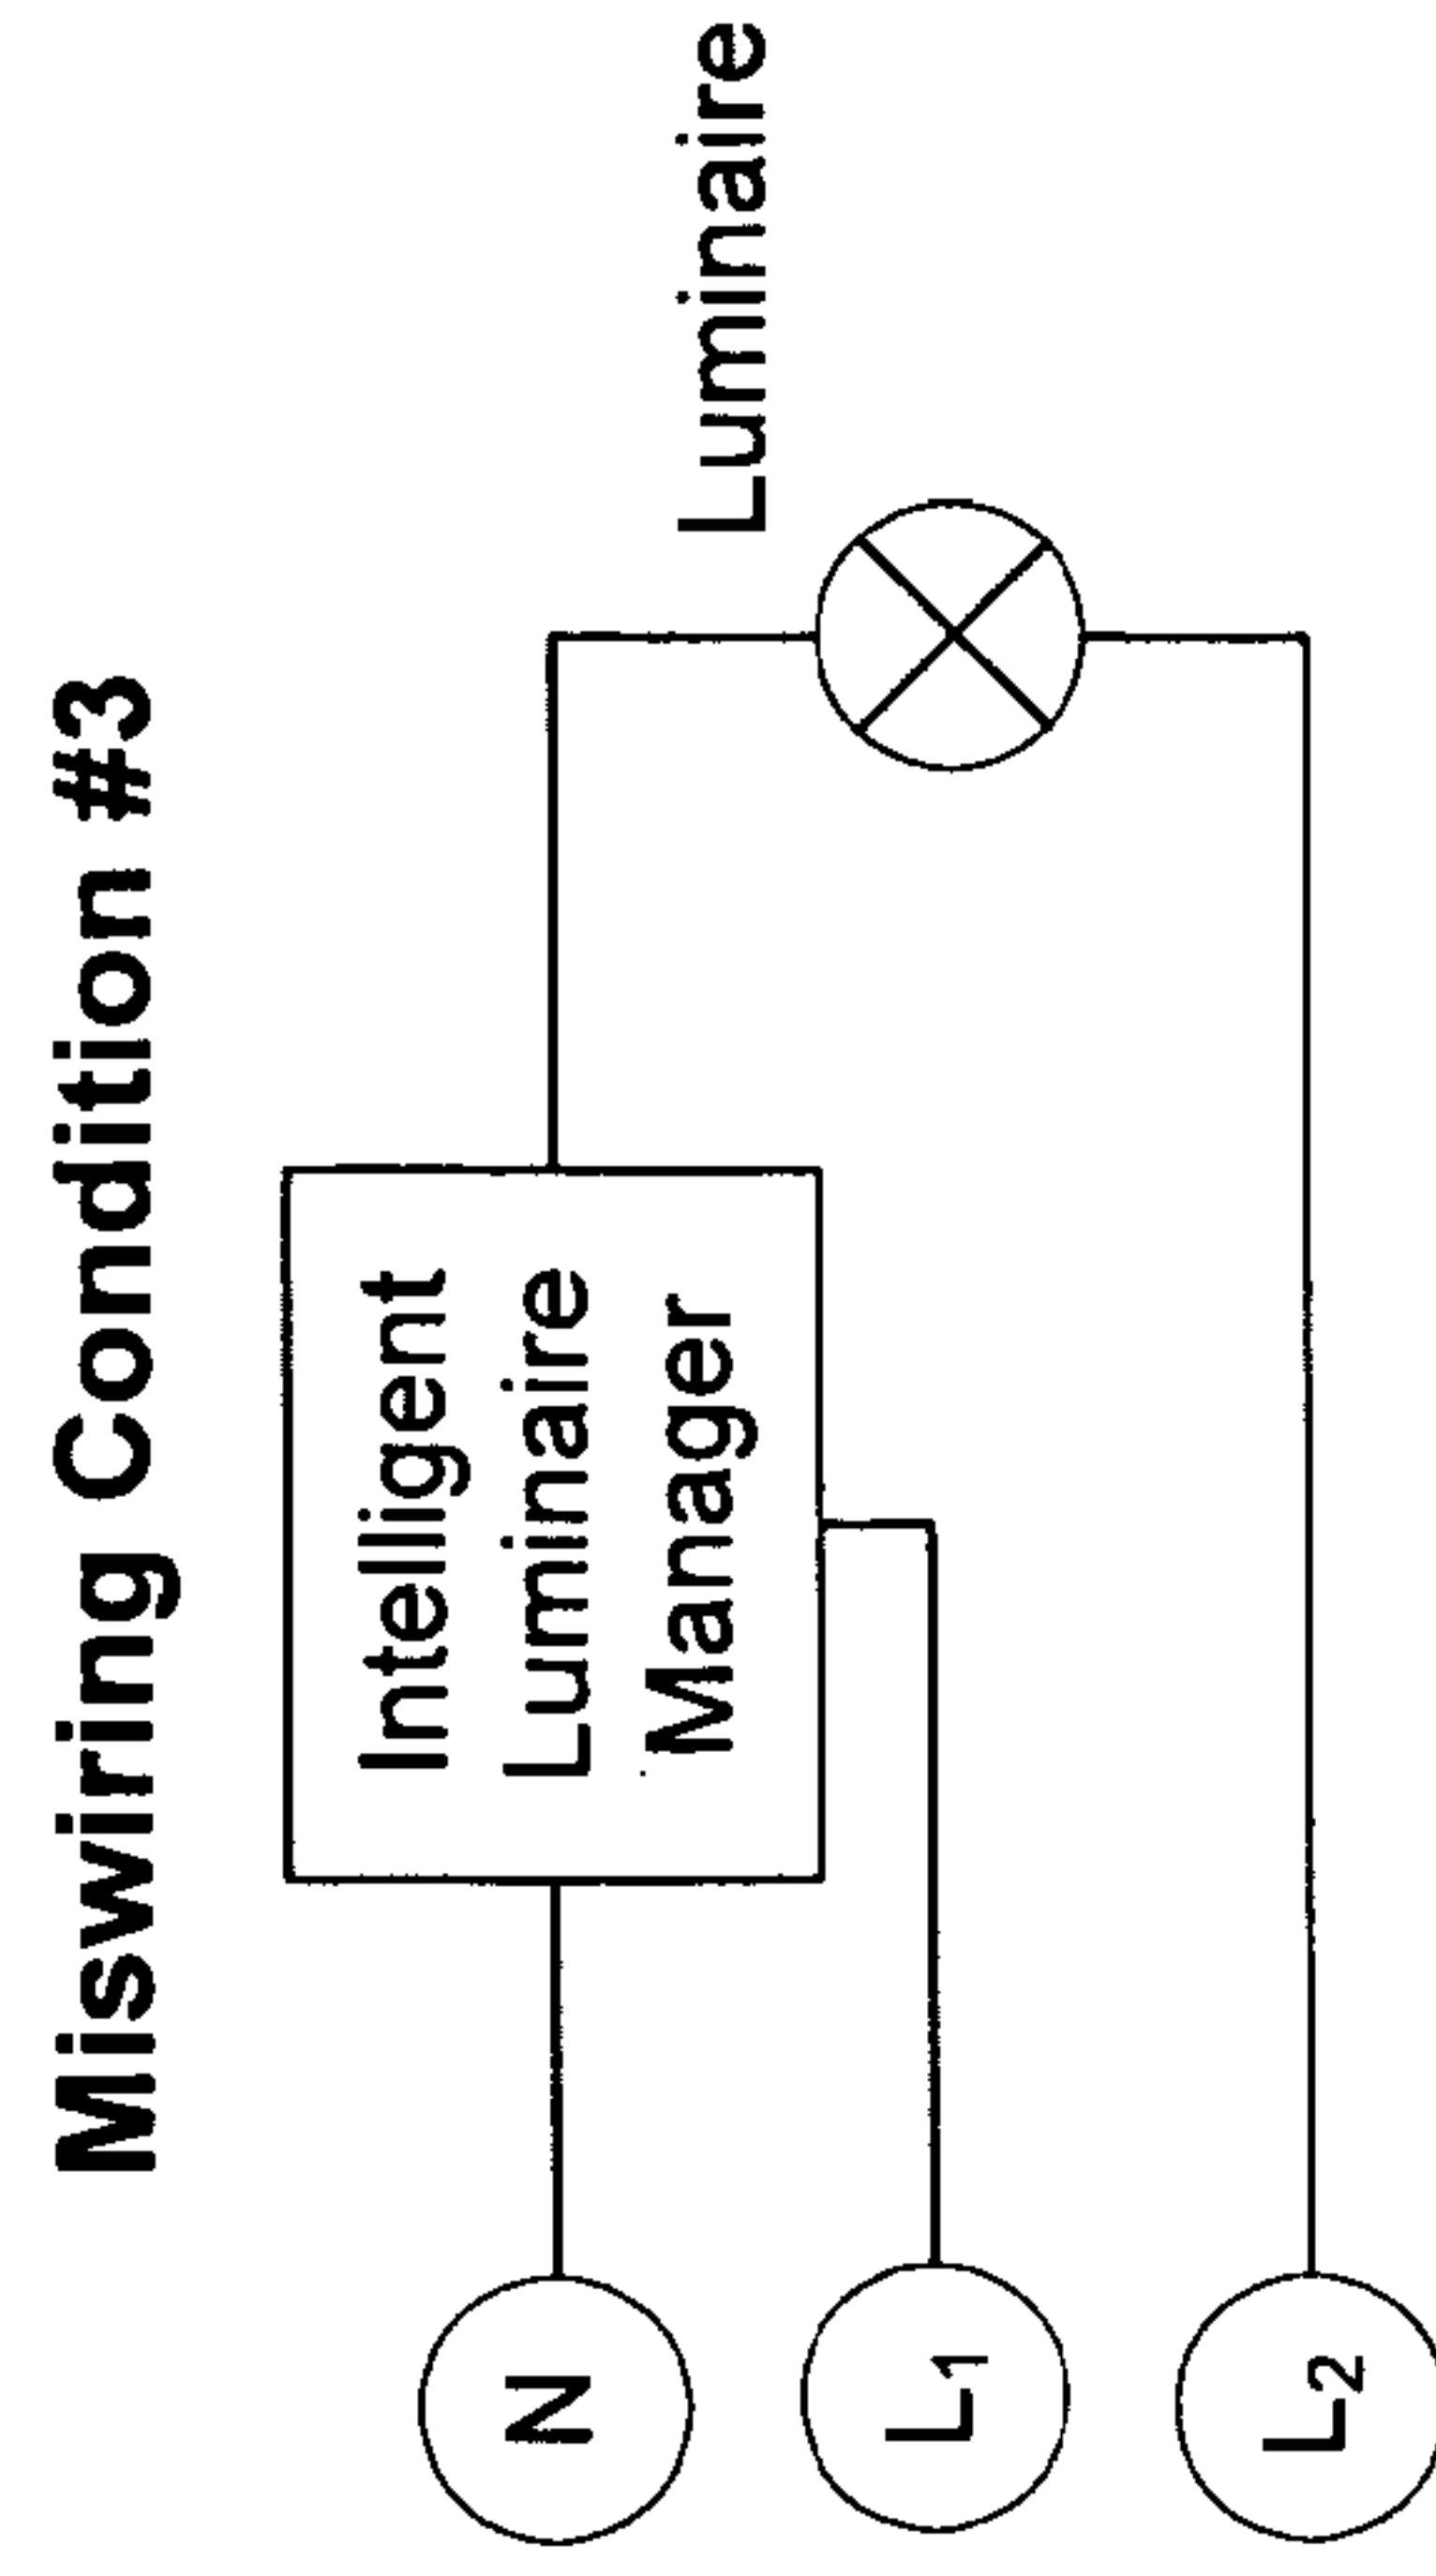 Miswiring Condition #3
Intelligent
Luminaire
Manager
Luminaire
N
L1
L2